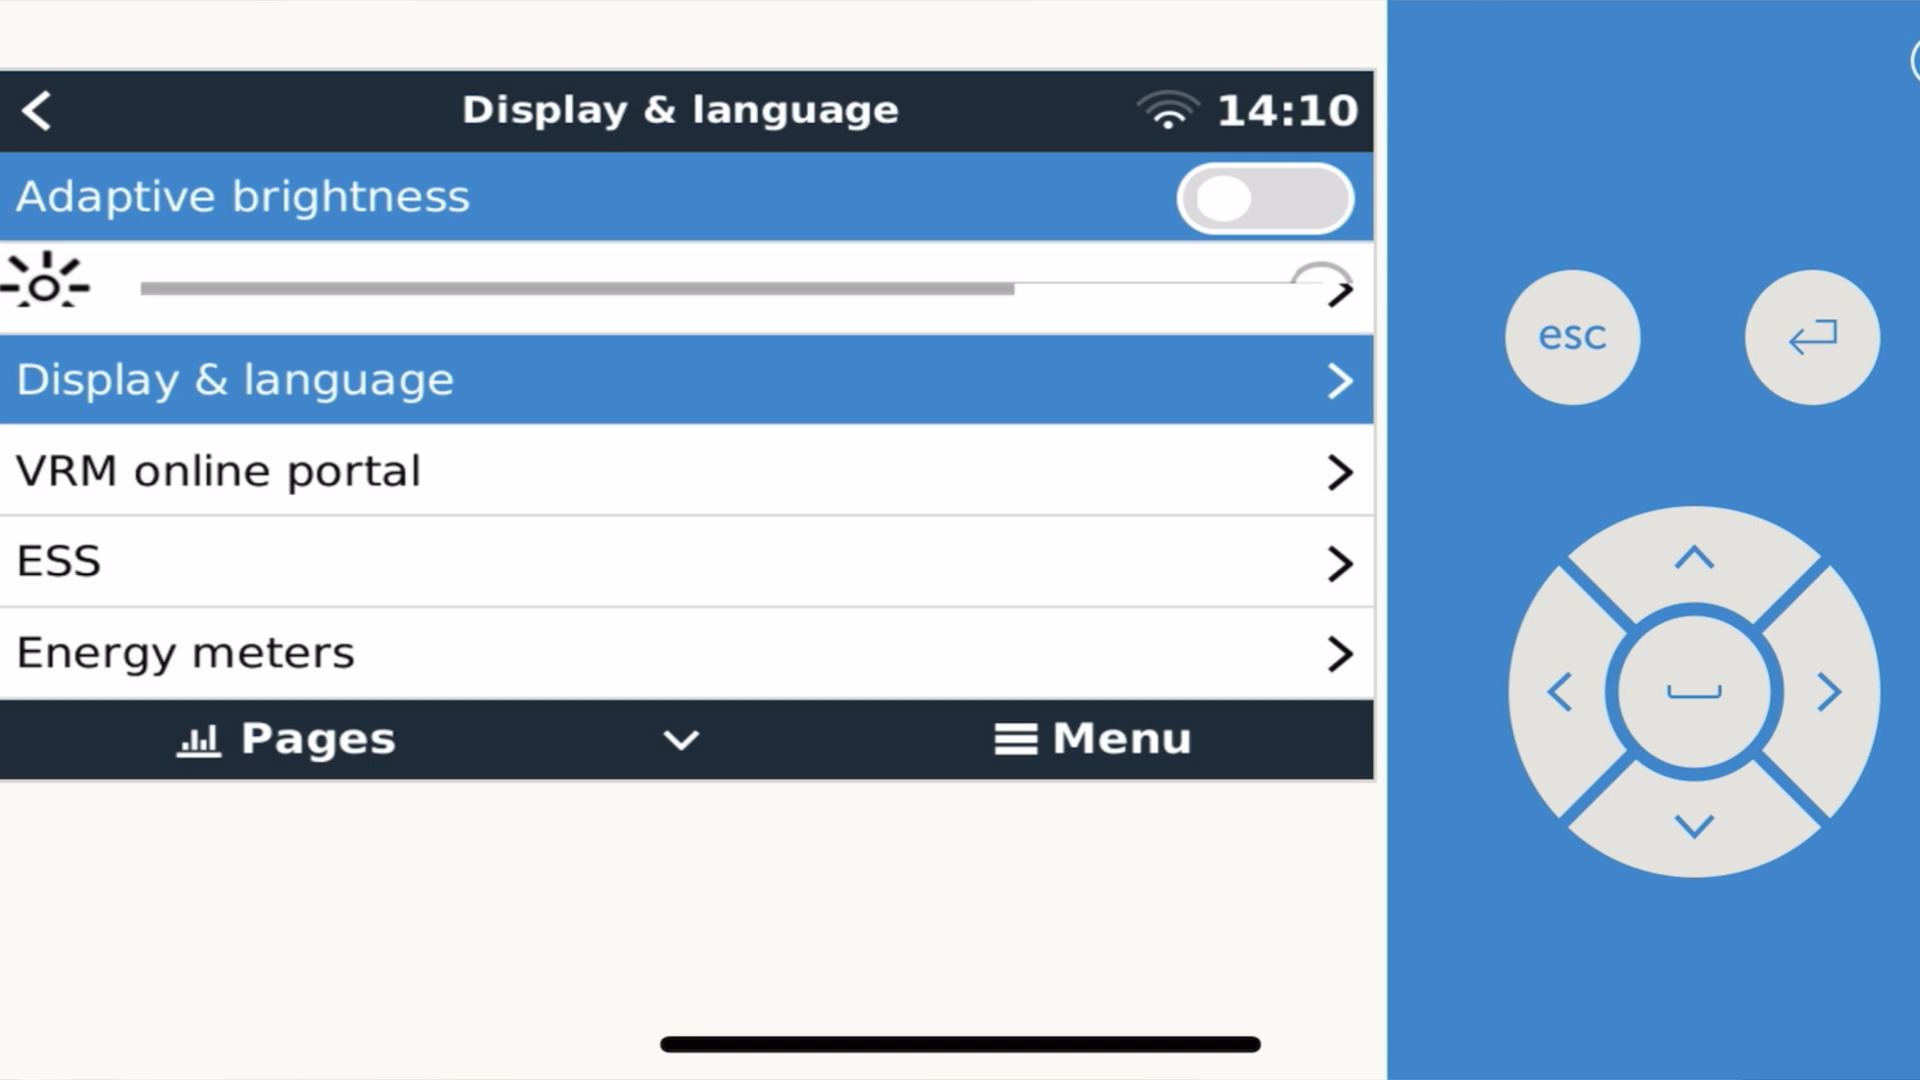 Display & language
14:10
Adaptive brightness
Display & language
VRM online portal
ESS
Energy meters
Pages
Menu
esc